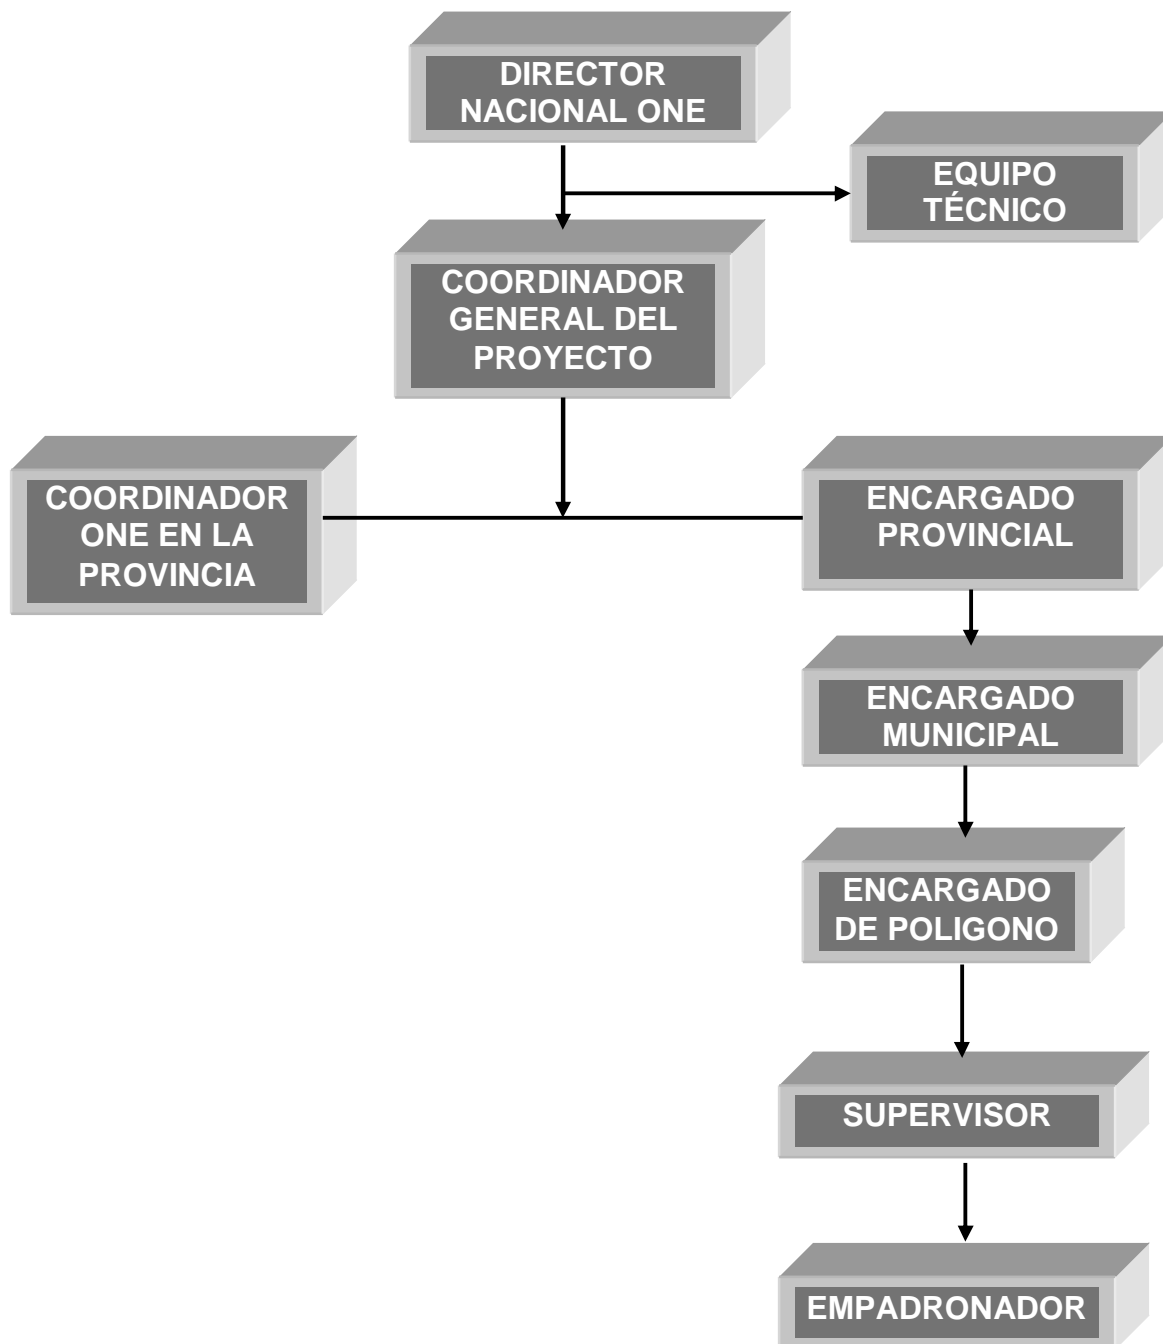 DIRECTOR
NACIONAL ONE
EQUIPO
TÉCNICO
COORDINADOR
GENERAL DEL
PROYECTO
COORDINADOR
ONE EN LA
PROVINCIA
ENCARGADO
PROVINCIAL
ENCARGADO
MUNICIPAL
ENCARGADO
DE POLIGONO
SUPERVISOR
EMPADRONADOR